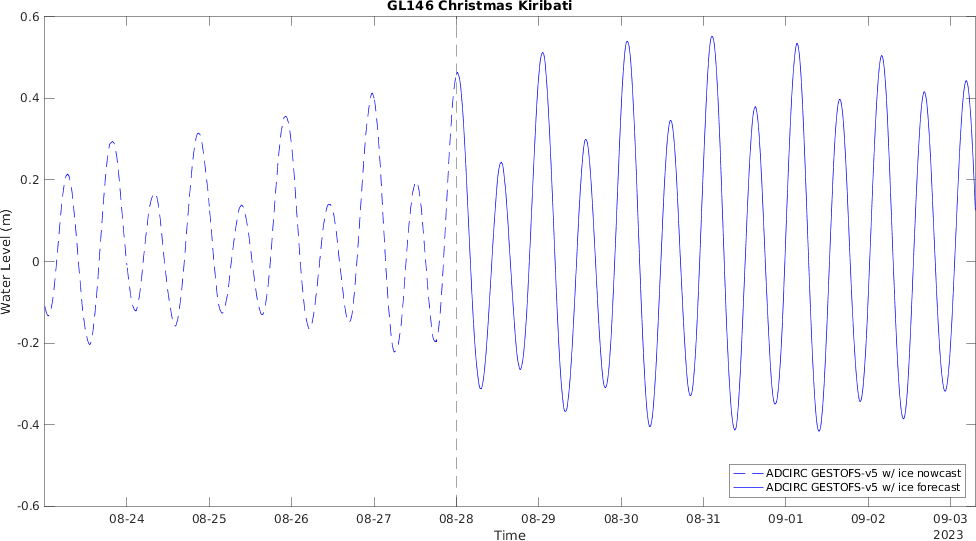 GL146 Christmas Kiribati
0.6
0.4
0.2
0
-0.2
-0.4
-0.6
Water Level (m)
ADCIRC GESTOFS-v5 w/ ice nowcast
ADCIRC GESTOFS-v5 w/ ice forecast
08-24 08-25 08-26 08-27 08-28 08-29 08-30 08-31 09-01 09-02 09-03
Time
2023